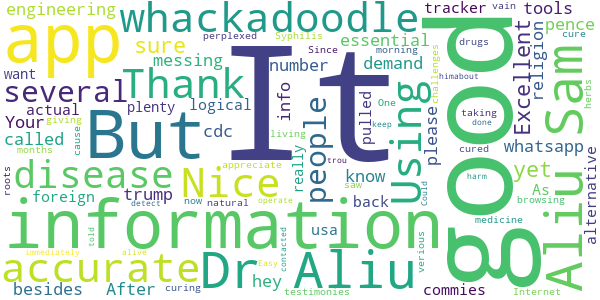 engineering
whackadoodle
tracker
tools
pence
app
sure
perplexed
Syphilis
essential
drugs
cure
Since
morning
vain
want
messing
number
demand
Excellent
religion
several
Thank
It
good
Sam
herbs
actual
plenty
logical
But
info
pulled
Using
please
challenges
Your
called
cdc
people
One
taking
done
himabout
whatsapp
cause
giving
living
keep
cured
yet
disease
months
really
know
saw
trou
harm
As
alternative
appreciate
roots
foreign
trump
Nice
back
Could
browsing
detect
now
natural
usa
operate
medicine
information
Aliu
told
verious
immediately
alive
contacted
Easy
accurate
Dr
Aliu
hey
besides
After
curing
testimonies
commies
Internet